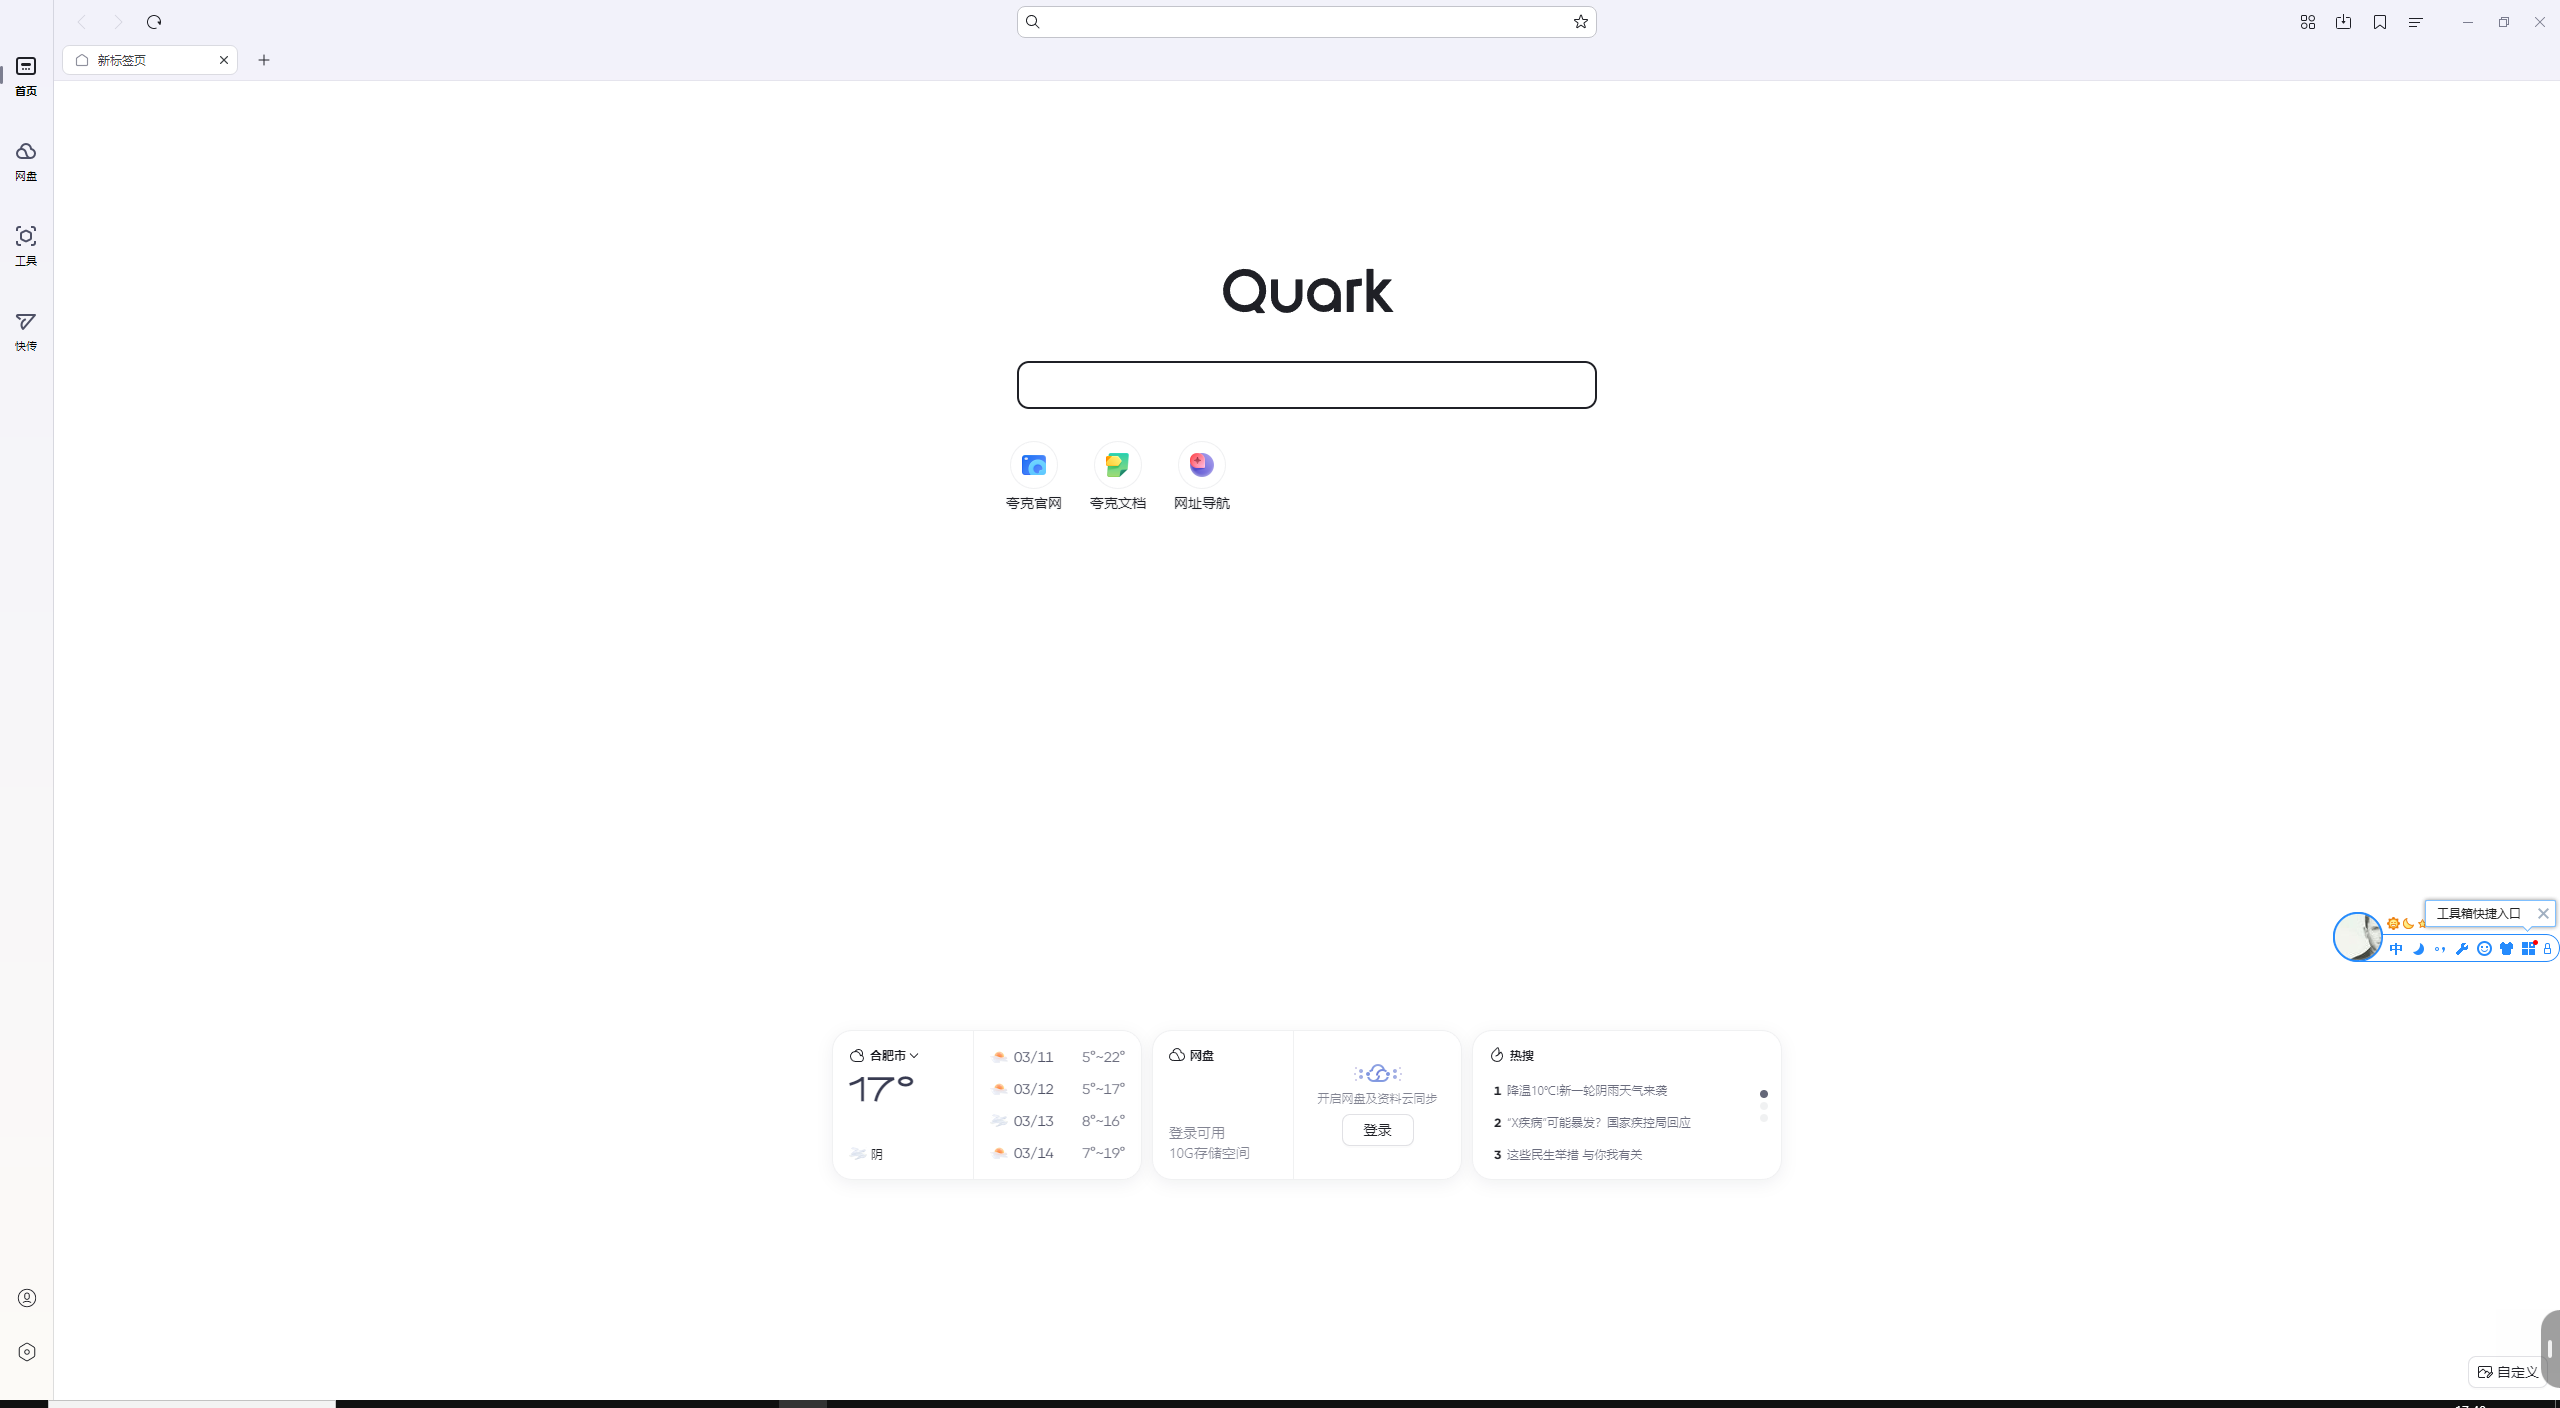 新标签页
首页
网盘
工具
快传
Quark
夸克官网
夸克文档
网址导航
工具箱快捷入口
中
合肥市
17°
阴
03/11 5°~22°
03/12 5°~17°
03/13 8°~16°
03/14 7°~19°
网盘
登录可用
10G存储空间
开启网盘及资料云同步
登录
热搜
1 降温10℃!新一轮阴雨天气来袭
2 “X疾病”可能暴发？国家疾控局回应
3 这些民生举措 与你我有关
自定义